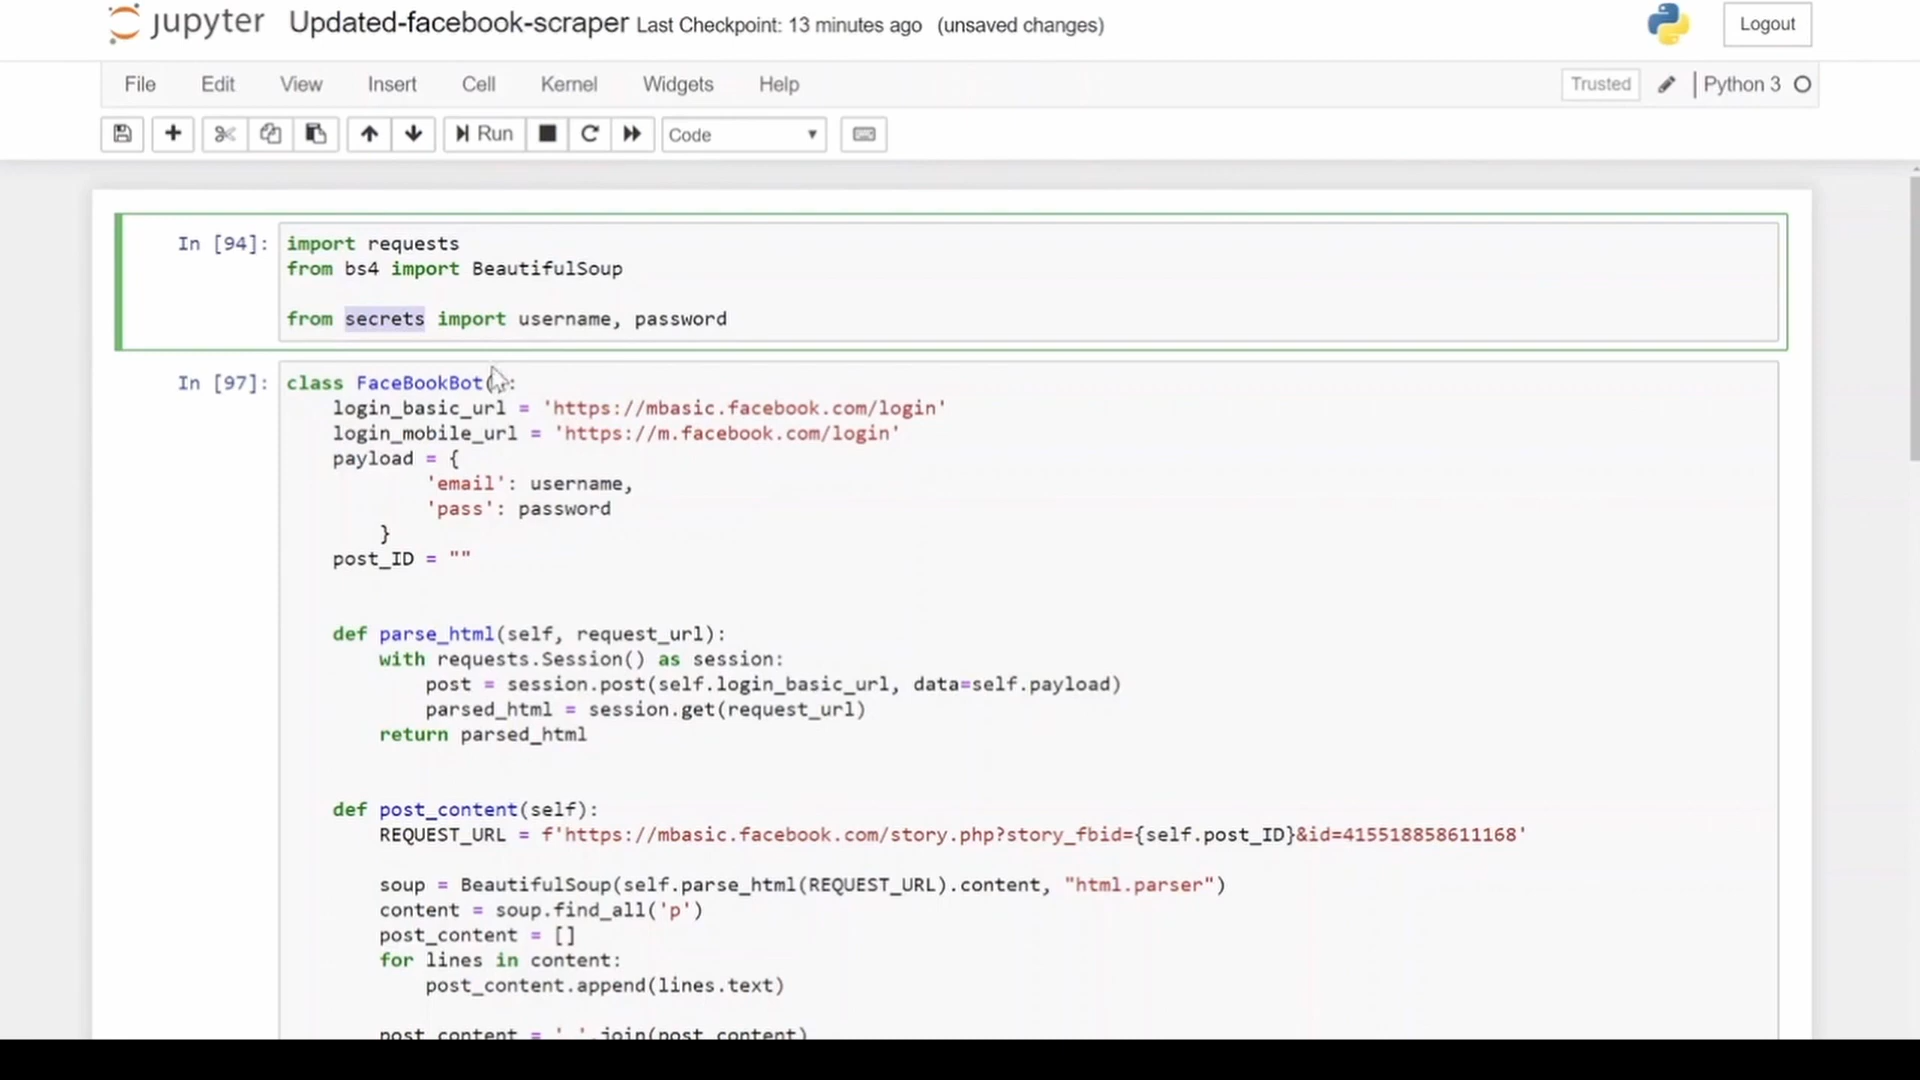 jupyter Updated-facebook-scraper Last Checkpoint: 13 minutes ago (unsaved changes) Logout
File Edit View Insert Cell Kernel Widgets Help Trusted Python 3
Run Code
In [94]: import requests
from bs4 import BeautifulSoup
from secrets import username, password
In [97]: class FaceBookBot():
login_basic_url = 'https://mbasic.facebook.com/login'
login_mobile_url = 'https://m.facebook.com/login'
payload = {
'email': username,
'pass': password
}
post_ID = ""
def parse_html(self, request_url):
with requests.Session() as session:
post = session.post(self.login_basic_url, data=self.payload)
parsed_html = session.get(request_url)
return parsed_html
def post_content(self):
REQUEST_URL = f'https://mbasic.facebook.com/story.php?story_fbid={self.post_ID}&id=415518858611168'
soup = BeautifulSoup(self.parse_html(REQUEST_URL).content, "html.parser")
content = soup.find_all('p')
post_content = []
for lines in content:
post_content.append(lines.text)
post_content = ' '.join(post_content)